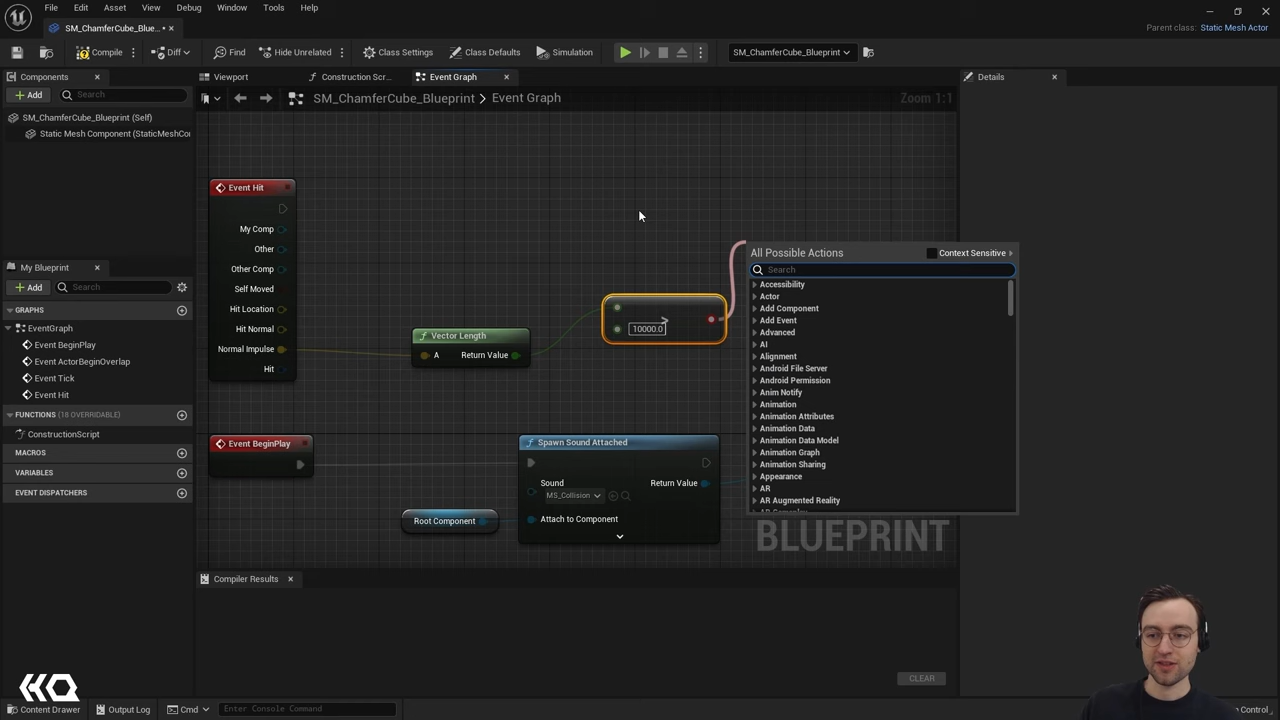 File Edit Asset View Debug Window Tools Help
SM_ChamferCube_Blue... •
Parent class: Static Mesh Actor
Compile Diff Find Hide Unrelated Class Settings Class Defaults Simulation SM_ChamferCube_Blueprint
Components
Viewport Construction Scr... Event Graph Details
Add Search
SM_ChamferCube_Blueprint > Event Graph
Zoom 1:1
SM_ChamferCube_Blueprint (Self)
Static Mesh Component (StaticMeshCo
My Blueprint
Add Search
GRAPHS
EventGraph
Event BeginPlay
Event ActorBeginOverlap
Event Tick
Event Hit
FUNCTIONS (18 OVERRIDABLE)
ConstructionScript
MACROS
VARIABLES
EVENT DISPATCHERS
Event Hit
My Comp
Other
Other Comp
Self Moved
Hit Location
Hit Normal
Normal Impulse
Hit
Vector Length
A Return Value
>
10000.0
Event BeginPlay
Root Component
Spawn Sound Attached
Sound
MS_Collision
Return Value
Attach to Component
All Possible Actions Context Sensitive
Search
Accessibility
Actor
Add Component
Add Event
Advanced
AI
Alignment
Android File Server
Android Permission
Anim Notify
Animation
Animation Attributes
Animation Data
Animation Data Model
Animation Graph
Animation Sharing
Appearance
AR
AR Augmented Reality
BLUEPRINT
Compiler Results
CLEAR
Content Drawer Output Log Cmd Enter Console Command
Control